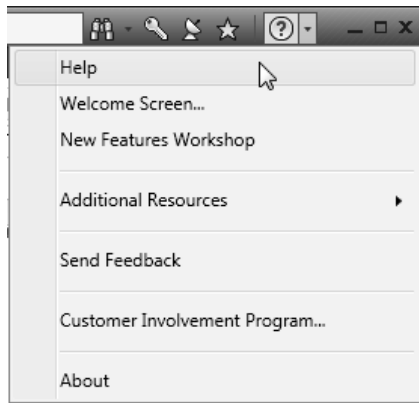 Help
Welcome Screen...
New Features Workshop
Additional Resources
Send Feedback
Customer Involvement Program...
About